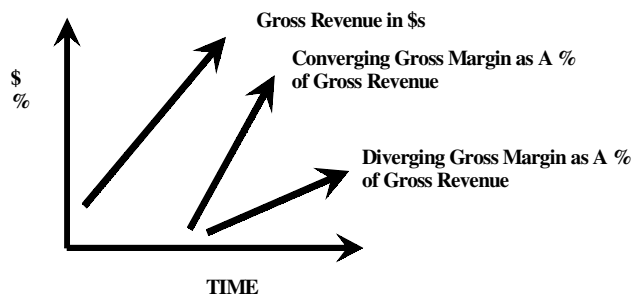 Gross Revenue in $s
Converging Gross Margin as A %
of Gross Revenue
$
%
Diverging Gross Margin as A %
of Gross Revenue
TIME